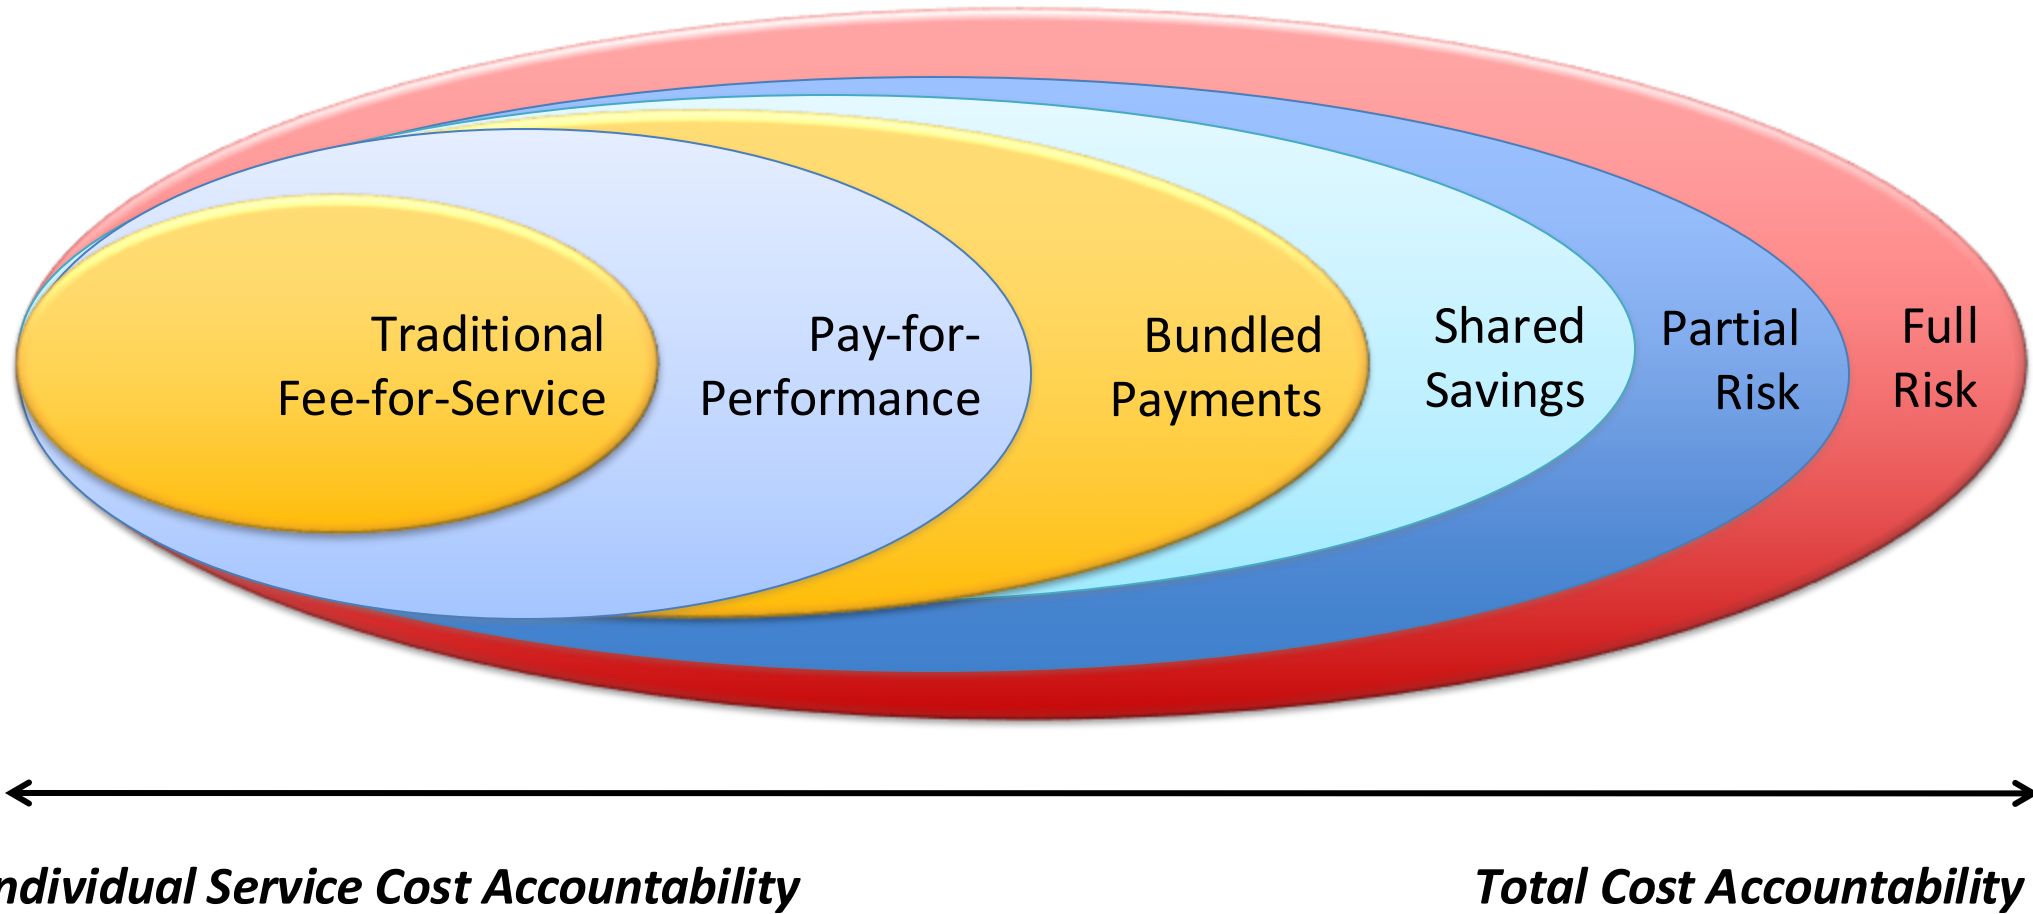 Traditional
Fee-for-Service
Pay-for-
Performance
Bundled
Payments
Shared
Savings
Partial
Risk
Full
Risk
ndividual Service Cost Accountability
Total Cost Accountability